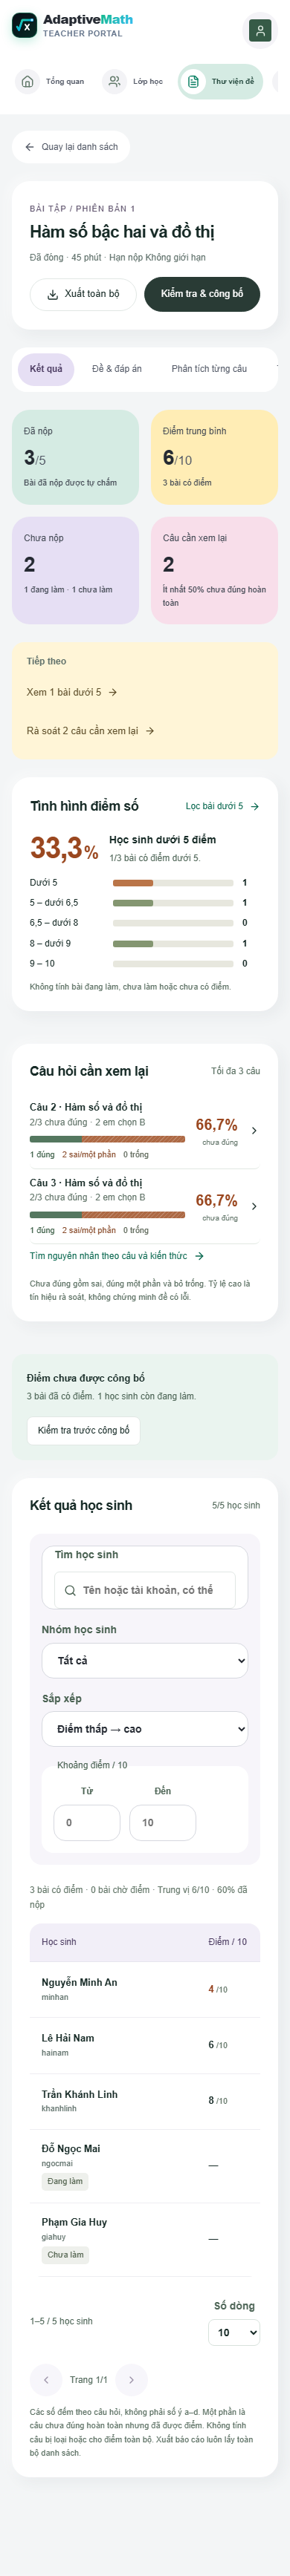 AdaptiveMath
TEACHER PORTAL
Tổng quan
Lớp học
Thư viện đề
Quay lại danh sách
BÀI TẬP / PHIÊN BẢN 1
Hàm số bậc hai và đồ thị
Đã đóng · 45 phút · Hạn nộp Không giới hạn
Xuất toàn bộ
Kiểm tra & công bố
Kết quả
Đề & đáp án
Phân tích từng câu
Đã nộp
3/5
Bài đã nộp được tự chấm
Điểm trung bình
6/10
3 bài có điểm
Chưa nộp
2
1 đang làm · 1 chưa làm
Câu cần xem lại
2
Ít nhất 50% chưa đúng hoàn
toàn
Tiếp theo
Xem 1 bài dưới 5 →
Rà soát 2 câu cần xem lại →
Tình hình điểm số
Lọc bài dưới 5 →
33,3%
Học sinh dưới 5 điểm
1/3 bài có điểm dưới 5.
Dưới 5 1
5 – dưới 6,5 1
6,5 – dưới 8 0
8 – dưới 9 1
9 – 10 0
Không tính bài đang làm, chưa làm hoặc chưa có điểm.
Câu hỏi cần xem lại
Tối đa 3 câu
Câu 2 · Hàm số và đồ thị
2/3 chưa đúng · 2 em chọn B
66,7%
chưa đúng
1 đúng 2 sai/một phần 0 trống
Câu 3 · Hàm số và đồ thị
2/3 chưa đúng · 2 em chọn B
66,7%
chưa đúng
1 đúng 2 sai/một phần 0 trống
Tìm nguyên nhân theo câu và kiến thức →
Chưa đúng gồm sai, đúng một phần và bỏ trống. Tỷ lệ cao là
tín hiệu rà soát, không chứng minh đề có lỗi.
Điểm chưa được công bố
3 bài đã có điểm. 1 học sinh còn đang làm.
Kiểm tra trước công bố
Kết quả học sinh
5/5 học sinh
Tìm học sinh
Tên hoặc tài khoản, có thể
Nhóm học sinh
Tất cả
Sắp xếp
Điểm thấp → cao
Khoảng điểm / 10
Từ
Đến
0
10
3 bài có điểm · 0 bài chờ điểm · Trung vị 6/10 · 60% đã
nộp
Học sinh
Điểm / 10
Nguyễn Minh An
minhan
4 /10
Lê Hải Nam
hainam
6 /10
Trần Khánh Linh
khanhlinh
8 /10
Đỗ Ngọc Mai
ngocmai
Đang làm
—
Phạm Gia Huy
giahuy
Chưa làm
—
1–5 / 5 học sinh
Số dòng
10
Trang 1/1
Các số đếm theo câu hỏi, không phải số ý a–d. Một phần là
câu chưa đúng hoàn toàn nhưng đã được điểm. Không tính
câu bị loại hoặc cho điểm toàn bộ. Xuất báo cáo luôn lấy toàn
bộ danh sách.